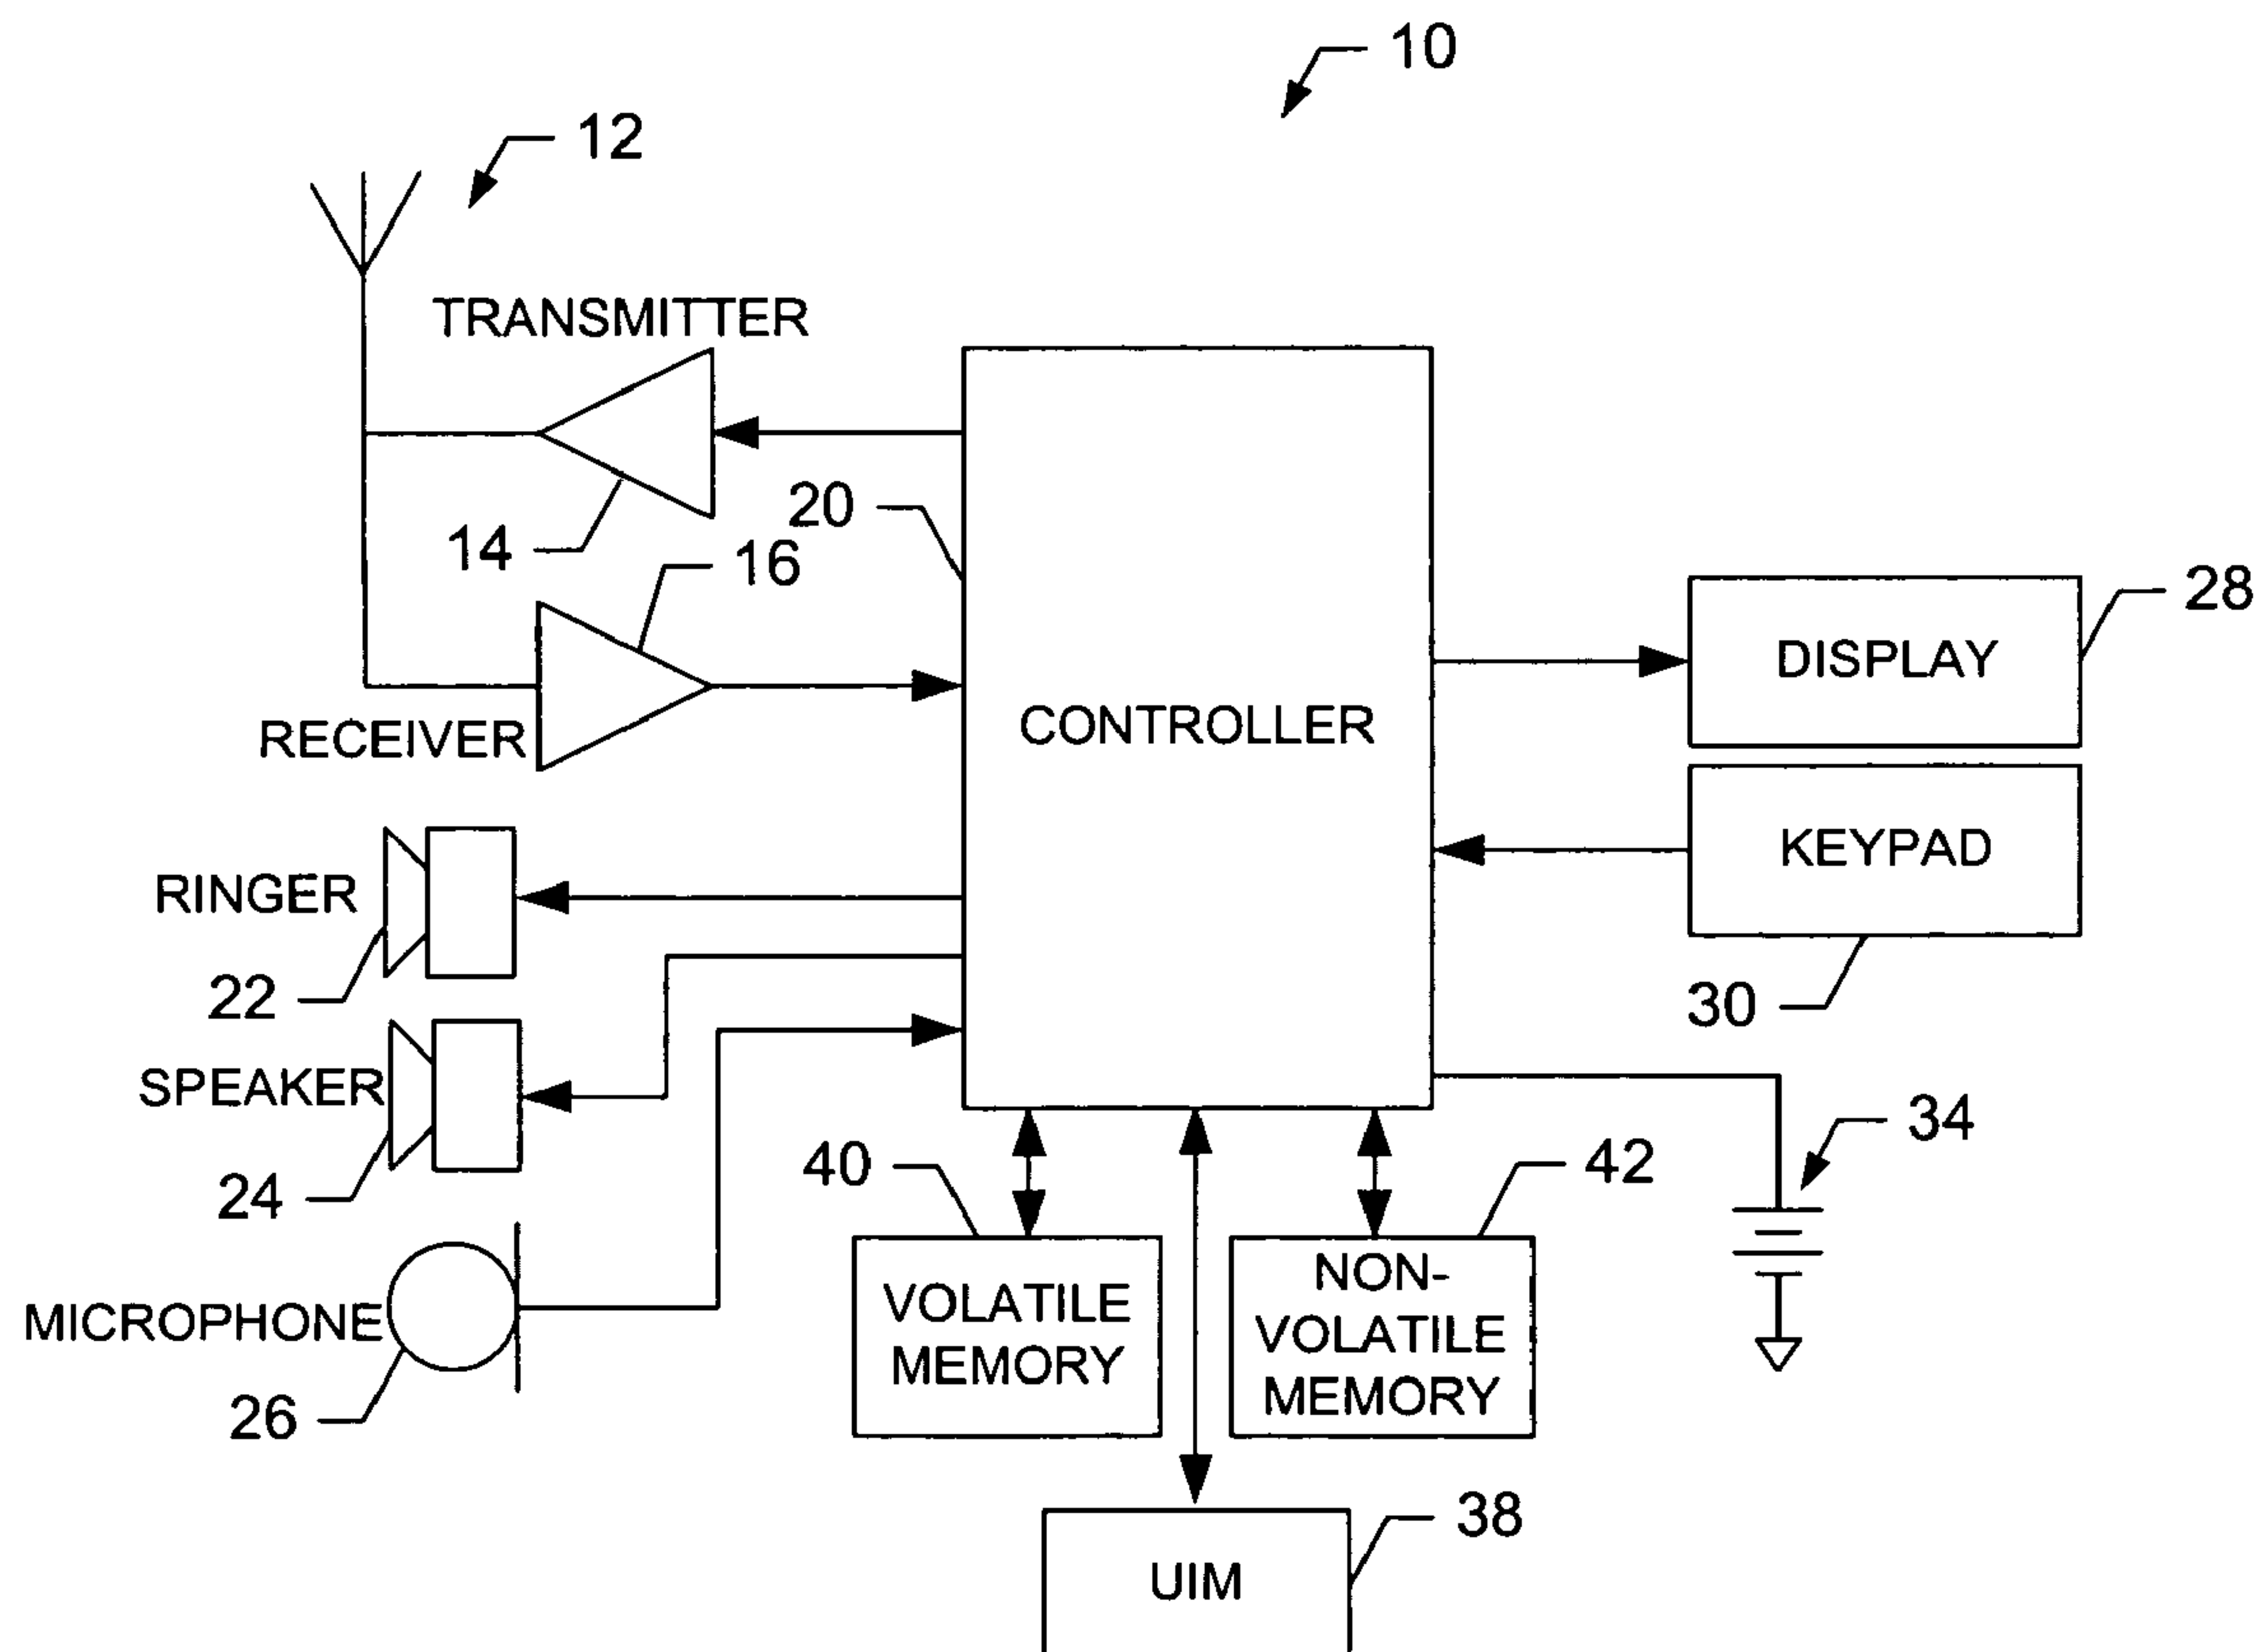 10
12
TRANSMITTER
14
20
16
28
DISPLAY
RECEIVER
CONTROLLER
KEYPAD
RINGER
22
30
SPEAKER
24
34
40
42
MICROPHONE
26
VOLATILE
MEMORY
NON-
VOLATILE
MEMORY
38
UIM